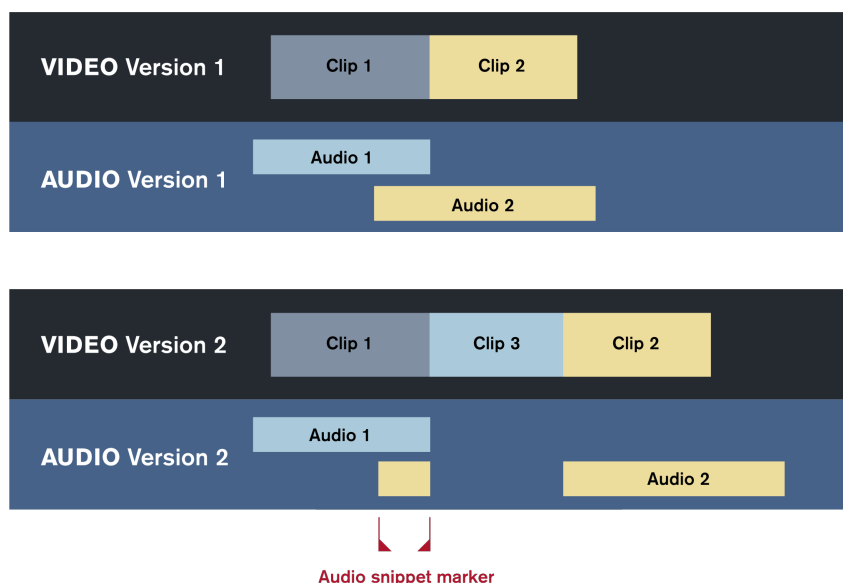 VIDEO Version 1
Clip 1
Clip 2
AUDIO Version 1
Audio 1
Audio 2
VIDEO Version 2
Clip 1
Clip 3
Clip 2
AUDIO Version 2
Audio 1
Audio 2
Audio snippet marker